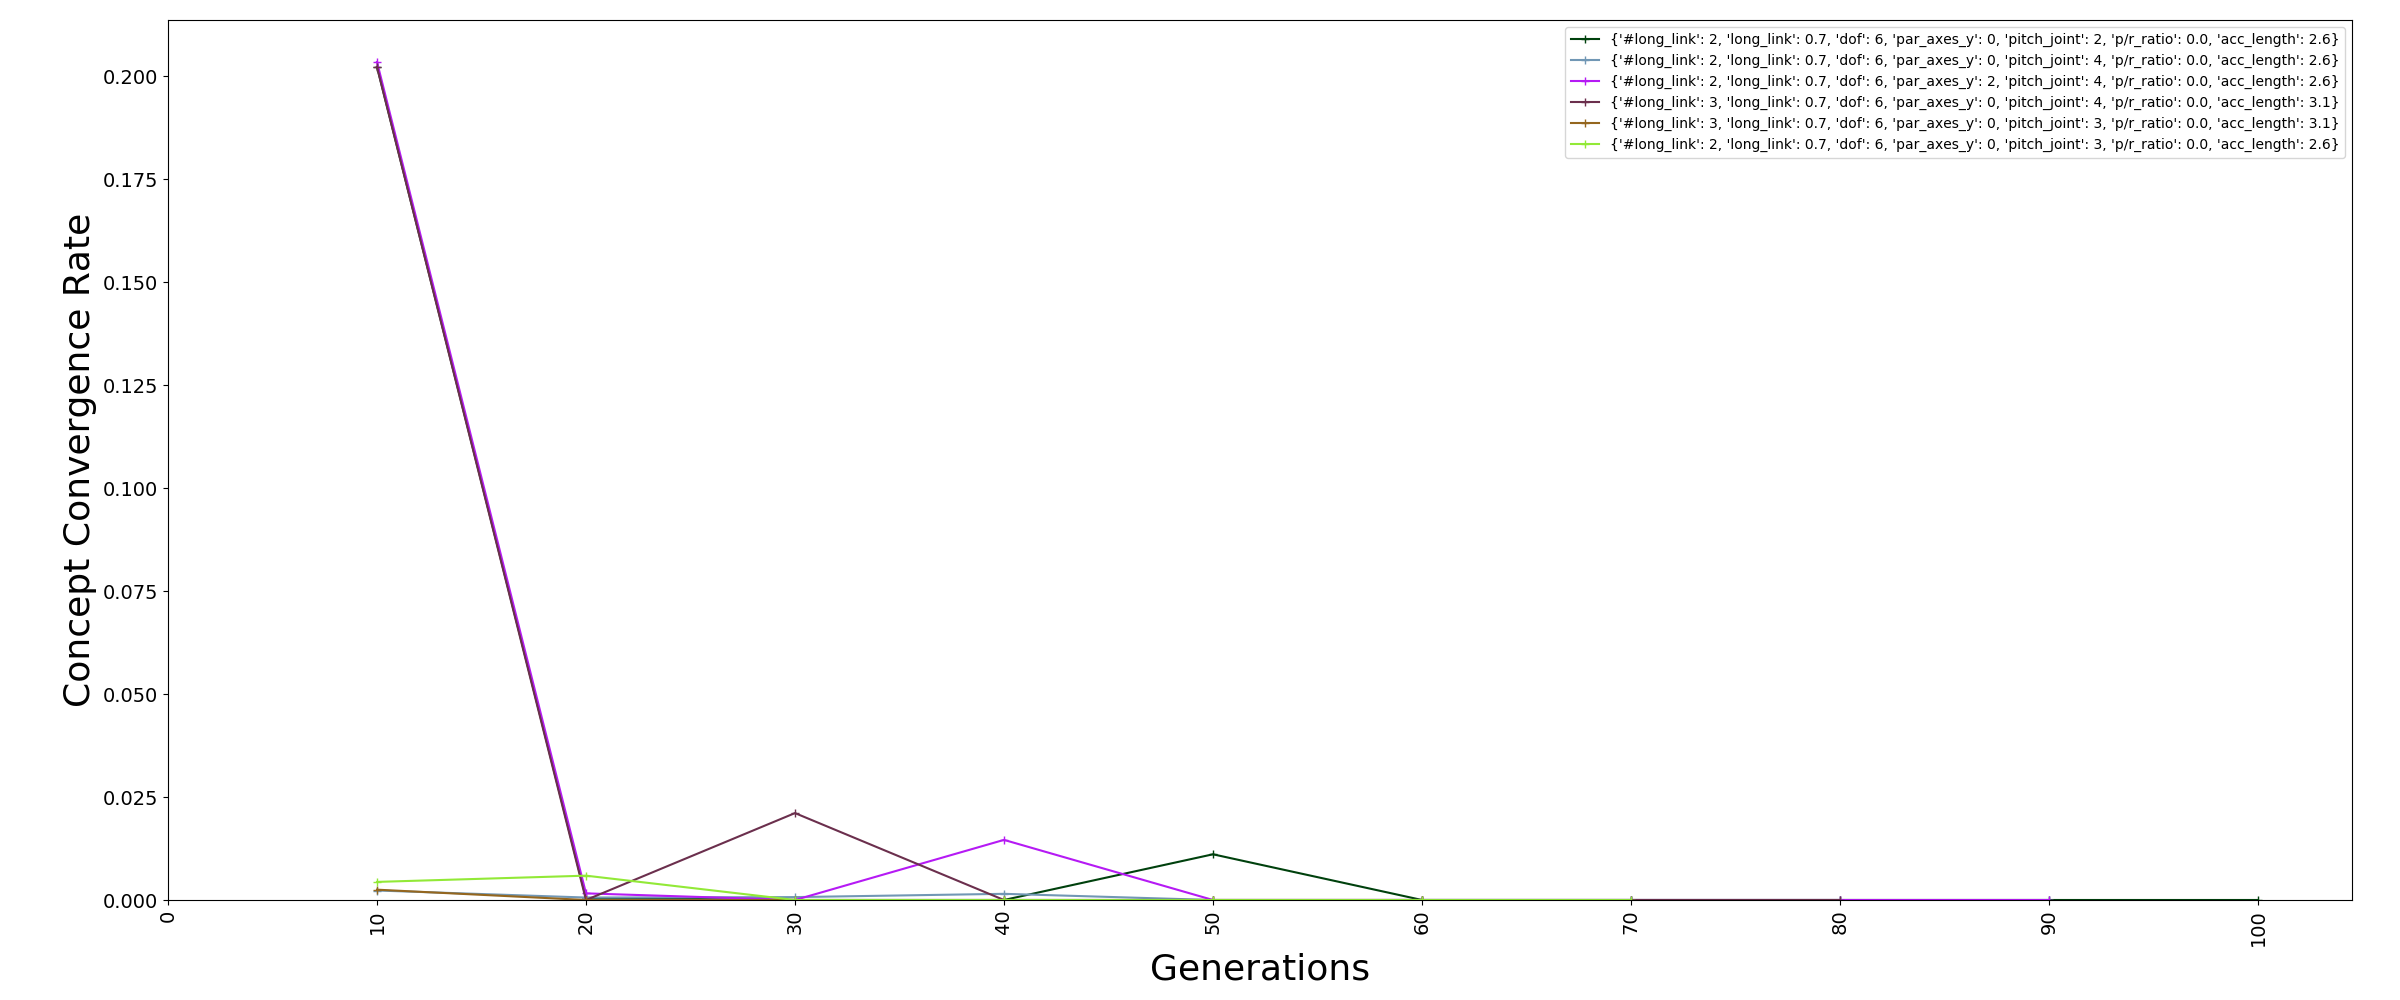 {'#long_link': 2, 'long_link': 0.7, 'dof': 6, 'par_axes_y': 0, 'pitch_joint': 2, 'p/r_ratio': 0.0, 'acc_length': 2.6}
{'#long_link': 2, 'long_link': 0.7, 'dof': 6, 'par_axes_y': 0, 'pitch_joint': 4, 'p/r_ratio': 0.0, 'acc_length': 2.6}
{'#long_link': 2, 'long_link': 0.7, 'dof': 6, 'par_axes_y': 2, 'pitch_joint': 4, 'p/r_ratio': 0.0, 'acc_length': 2.6}
{'#long_link': 3, 'long_link': 0.7, 'dof': 6, 'par_axes_y': 0, 'pitch_joint': 4, 'p/r_ratio': 0.0, 'acc_length': 3.1}
{'#long_link': 3, 'long_link': 0.7, 'dof': 6, 'par_axes_y': 0, 'pitch_joint': 3, 'p/r_ratio': 0.0, 'acc_length': 3.1}
{'#long_link': 2, 'long_link': 0.7, 'dof': 6, 'par_axes_y': 0, 'pitch_joint': 3, 'p/r_ratio': 0.0, 'acc_length': 2.6}
Concept Convergence Rate
0.200
0.175
0.150
0.125
0.100
0.075
0.050
0.025
0.000
0 10 20 30 40 50 60 70 80 90 100
Generations